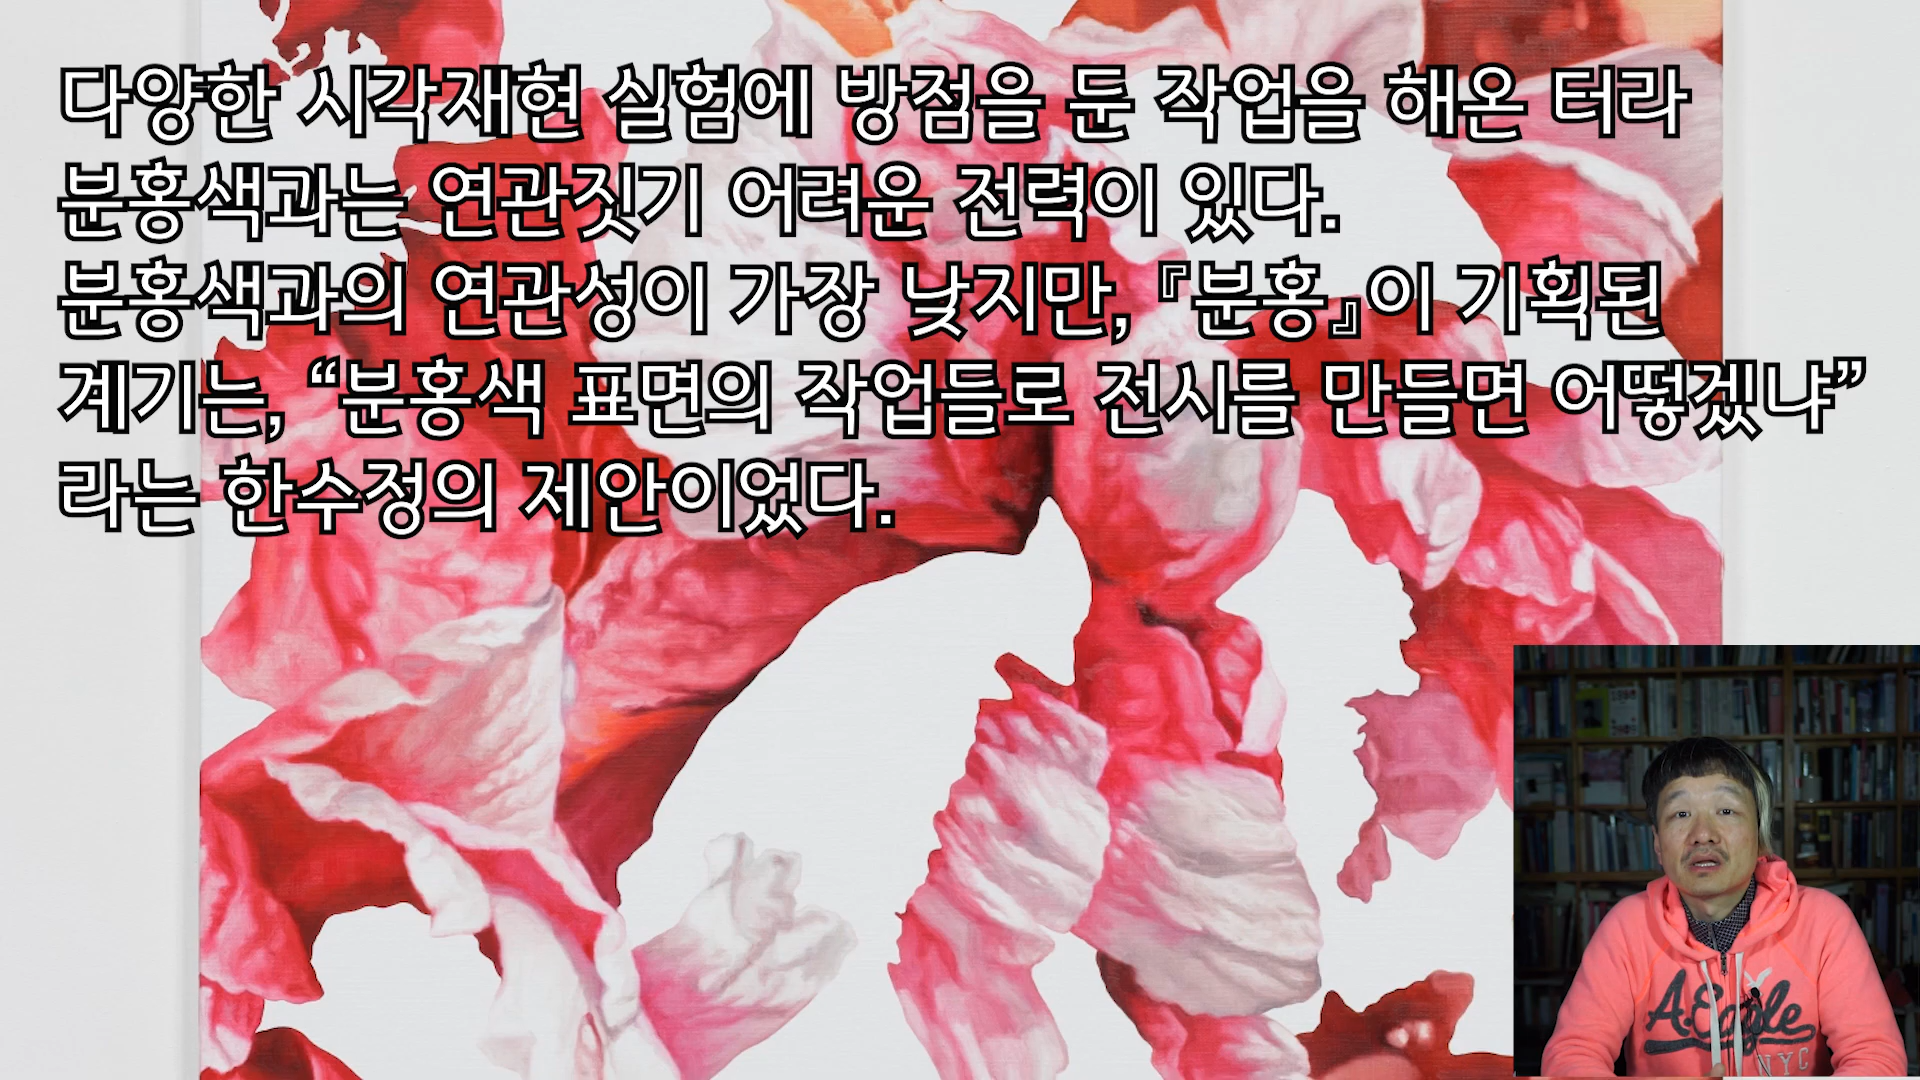 다양한 시각재현 실험에 방점을 둔 작업을 해온 터라
분홍색과는 연관짓기 어려운 전력이 있다.
분홍색과의 연관성이 가장 낮지만,『분홍』이 기획된
계기는, “분홍색 표면의 작업들로 전시를 만들면 어떻겠냐”
라는 한수정의 제안이었다.
A.Eagle
NYC